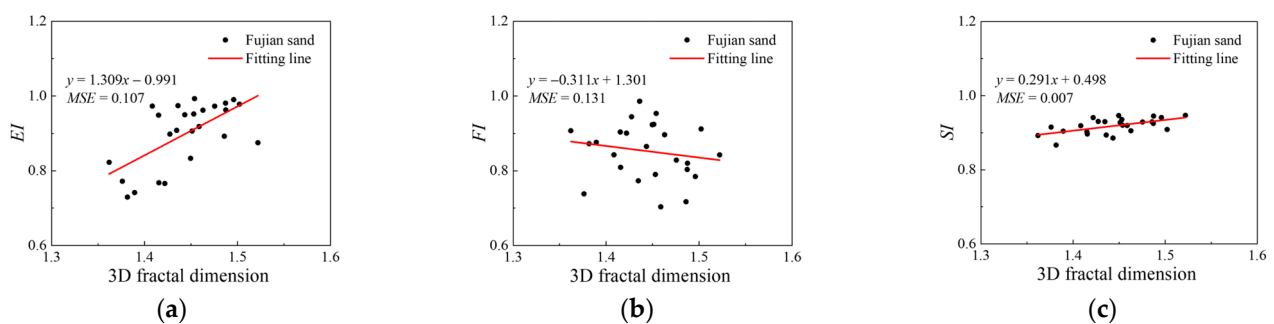 1.2
1.0
0.8
0.6
EI
Fujian sand
Fitting line
y = 1.309x − 0.991
MSE = 0.107
1.3 1.4 1.5 1.6
3D fractal dimension
(a)
1.2
1.0
0.8
0.6
FI
Fujian sand
Fitting line
y = −0.311x + 1.301
MSE = 0.131
1.3 1.4 1.5 1.6
3D fractal dimension
(b)
1.2
1.0
0.8
0.6
SI
Fujian sand
Fitting line
y = 0.291x + 0.498
MSE = 0.007
1.3 1.4 1.5 1.6
3D fractal dimension
(c)